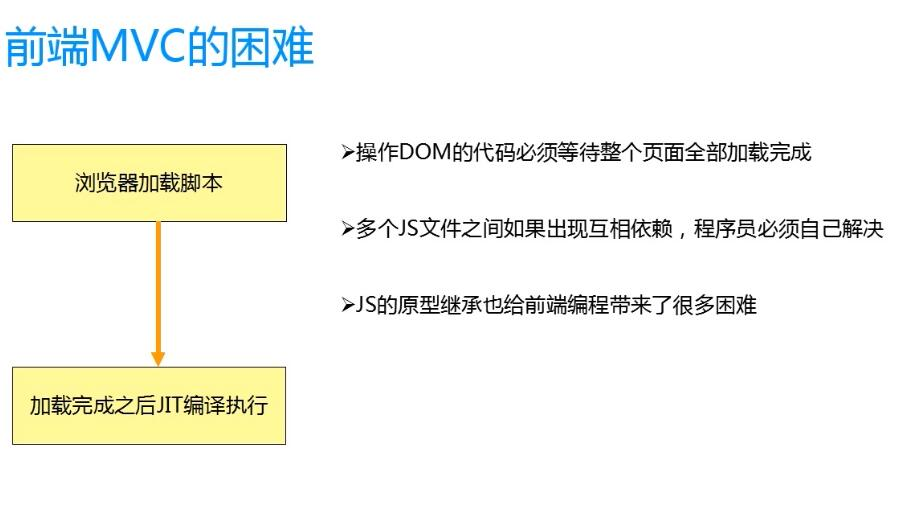 前端MVC的困难
浏览器加载脚本
加载完成之后JIT编译执行
➢操作DOM的代码必须等待整个页面全部加载完成
➢多个JS文件之间如果出现互相依赖，程序员必须自己解决
➢JS的原型继承也给前端编程带来了很多困难